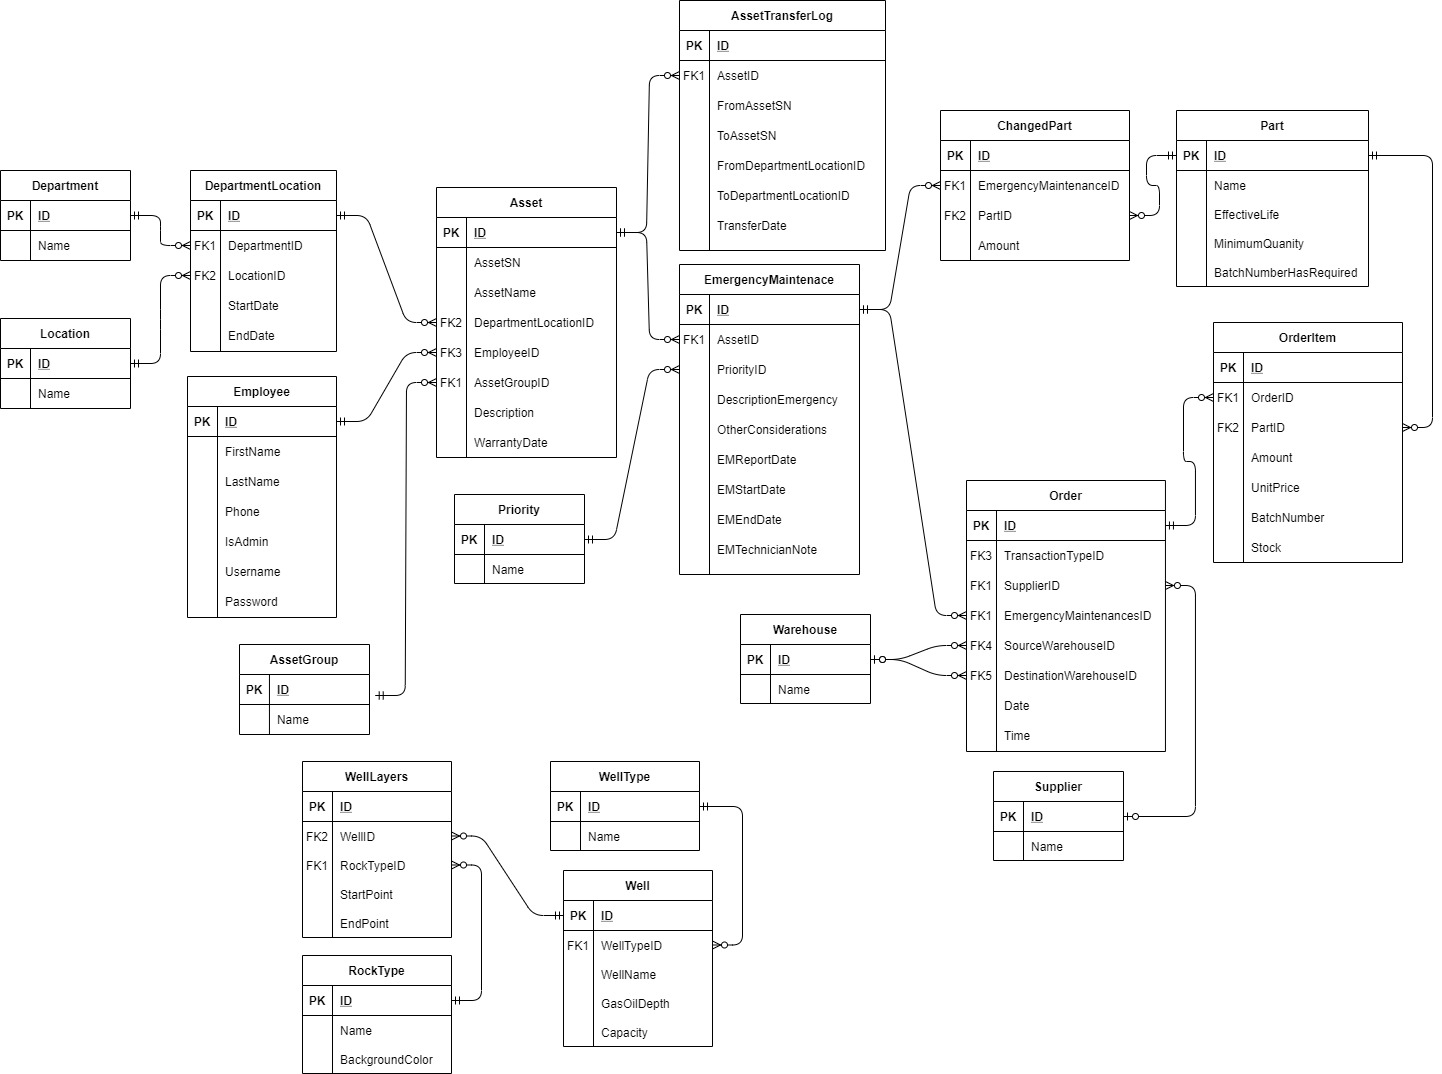 AssetTransferLog
PK ID
FK1 AssetID
FromAssetSN
ToAssetSN
FromDepartmentLocationID
ToDepartmentLocationID
TransferDate
ChangedPart
PK ID
FK1 EmergencyMaintenanceID
FK2 PartID
Amount
Part
PK ID
Name
EffectiveLife
MinimumQuanity
BatchNumberHasRequired
Department
PK ID
Name
DepartmentLocation
PK ID
FK1 DepartmentID
FK2 LocationID
StartDate
EndDate
Asset
PK ID
AssetSN
AssetName
FK2 DepartmentLocationID
FK3 EmployeeID
FK1 AssetGroupID
Description
WarrantyDate
EmergencyMaintenace
PK ID
FK1 AssetID
PriorityID
DescriptionEmergency
OtherConsiderations
EMReportDate
EMStartDate
EMEndDate
EMTechnicianNote
Location
PK ID
Name
OrderItem
PK ID
FK1 OrderID
FK2 PartID
Amount
UnitPrice
BatchNumber
Stock
Employee
PK ID
FirstName
LastName
Phone
IsAdmin
Username
Password
Priority
PK ID
Name
Order
PK ID
FK3 TransactionTypeID
FK1 SupplierID
FK1 EmergencyMaintenancesID
FK4 SourceWarehouseID
FK5 DestinationWarehouseID
Date
Time
Warehouse
PK ID
Name
AssetGroup
PK ID
Name
WellLayers
PK ID
FK2 WellID
FK1 RockTypeID
StartPoint
EndPoint
WellType
PK ID
Name
Supplier
PK ID
Name
Well
PK ID
FK1 WellTypeID
WellName
GasOilDepth
Capacity
RockType
PK ID
Name
BackgroundColor